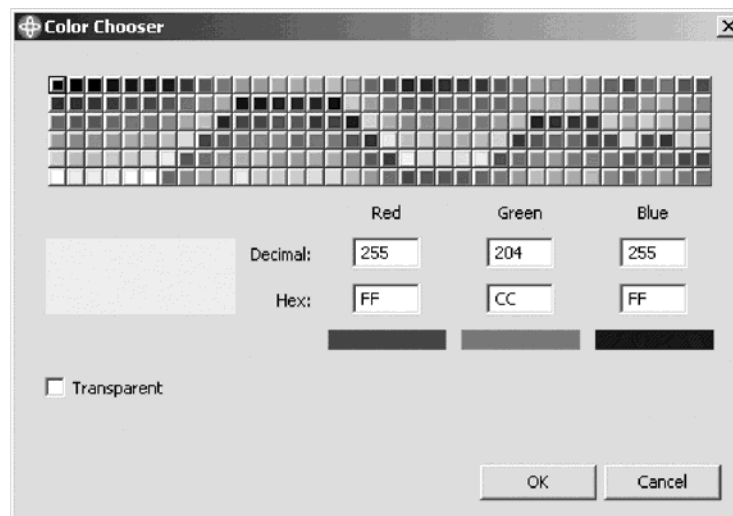 Color Chooser
Red Green Blue
Decimal: 255 204 255
Hex: FF CC FF
Transparent
OK Cancel